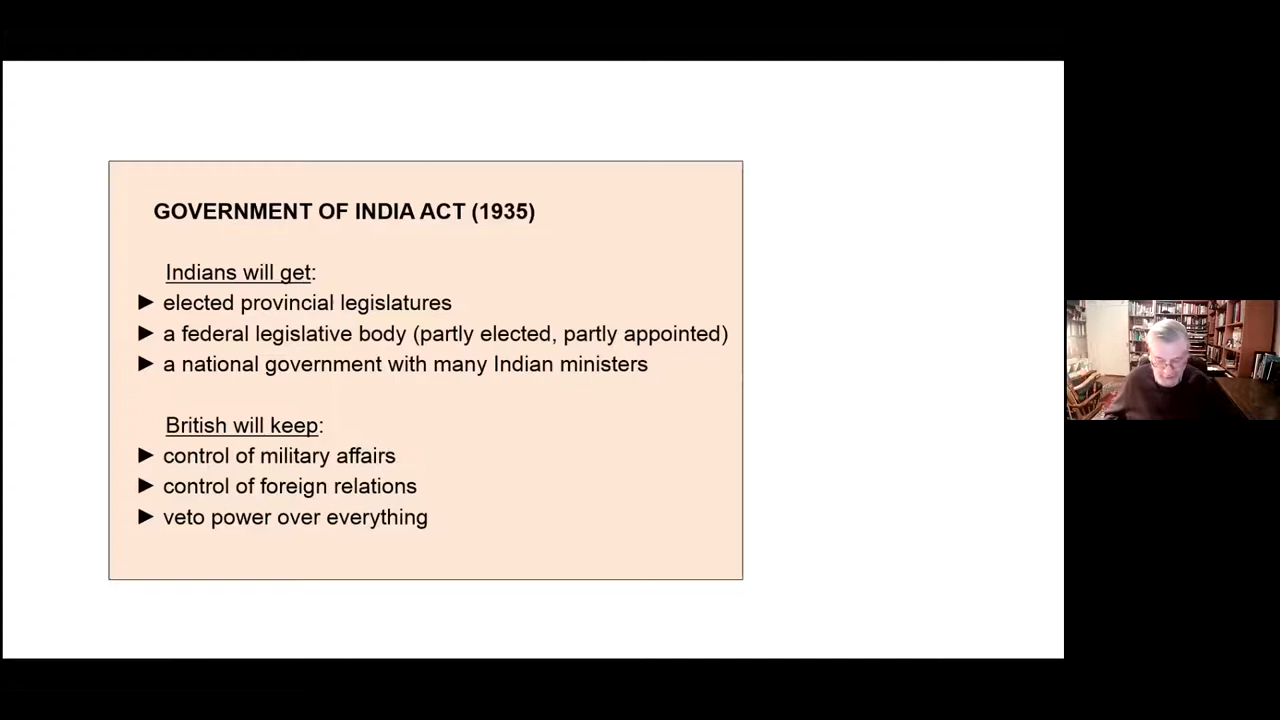 GOVERNMENT OF INDIA ACT (1935)
Indians will get:
► elected provincial legislatures
► a federal legislative body (partly elected, partly appointed)
► a national government with many Indian ministers
British will keep:
► control of military affairs
► control of foreign relations
► veto power over everything